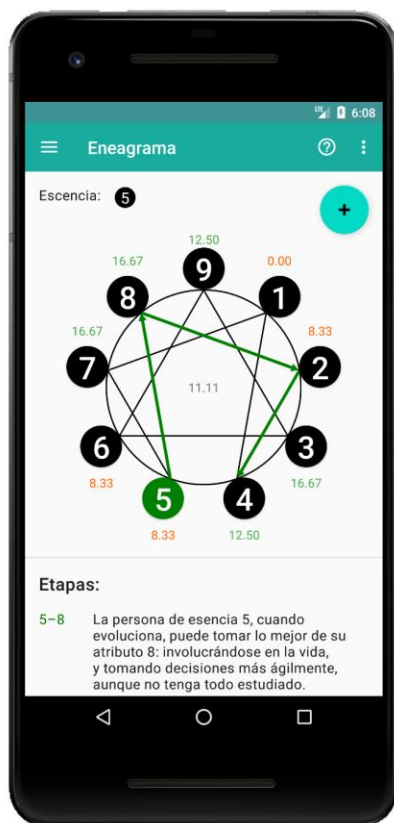 LTE 6:08
Eneagrama
Escencia: 5
+
12.50
16.67 0.00
9
8 1
16.67 8.33
7 2
11.11
6 3
8.33 16.67
5 4
8.33 12.50
Etapas:
5–8 La persona de esencia 5, cuando
evoluciona, puede tomar lo mejor de su
atributo 8: involucrándose en la vida,
y tomando decisiones más ágilmente,
aunque no tenga todo estudiado.